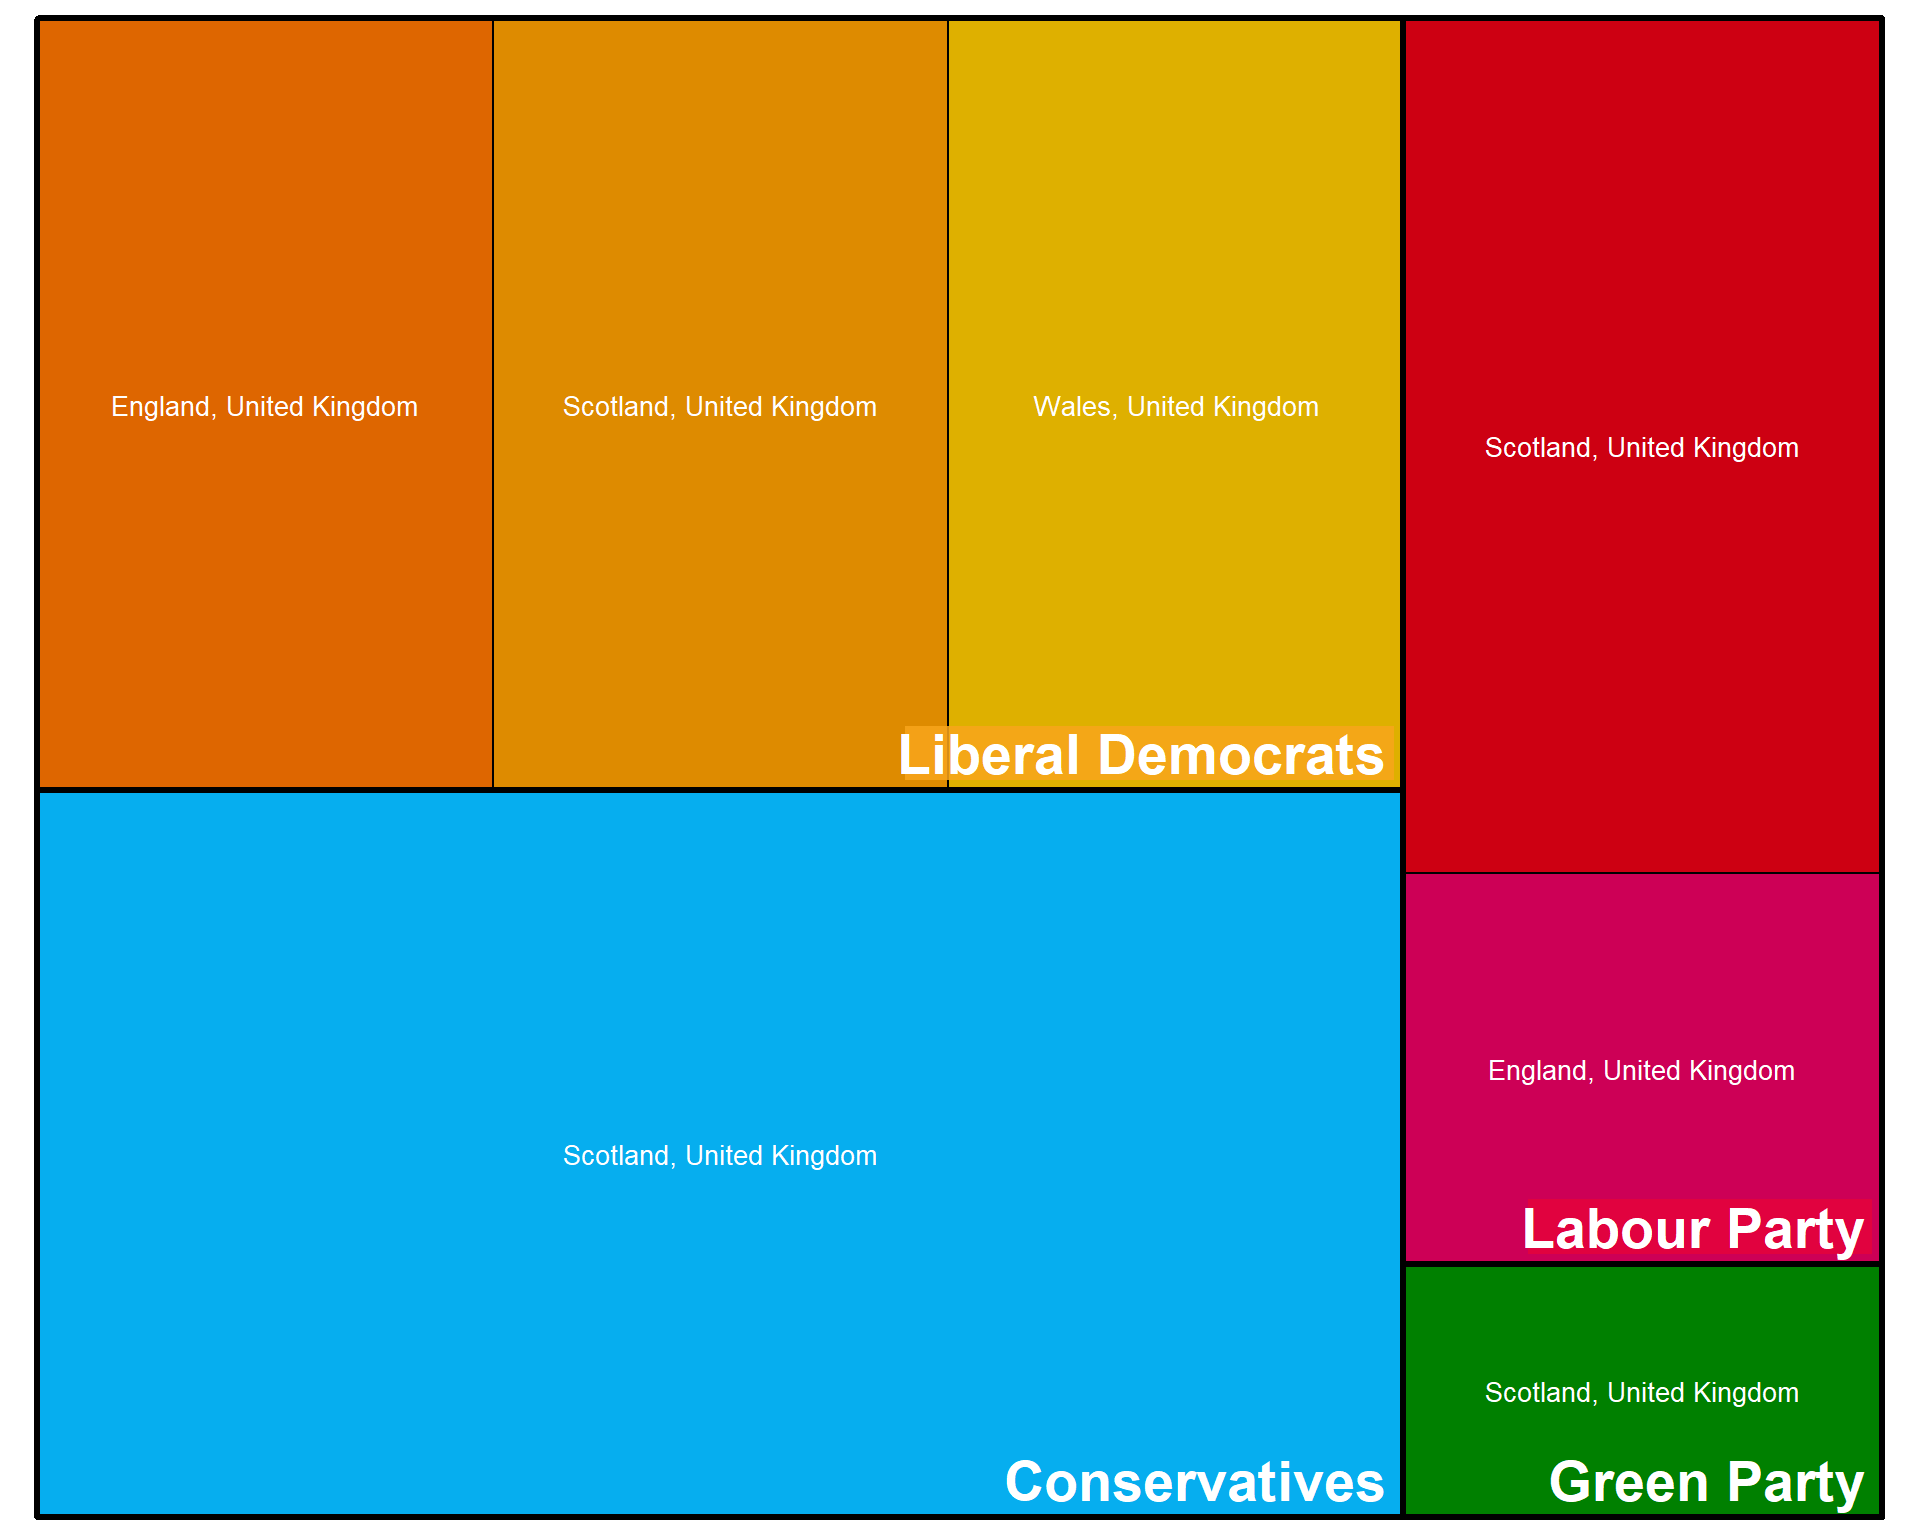 England, United Kingdom
Scotland, United Kingdom
Wales, United Kingdom
Liberal Democrats
Scotland, United Kingdom
Conservatives
Scotland, United Kingdom
England, United Kingdom
Labour Party
Scotland, United Kingdom
Green Party